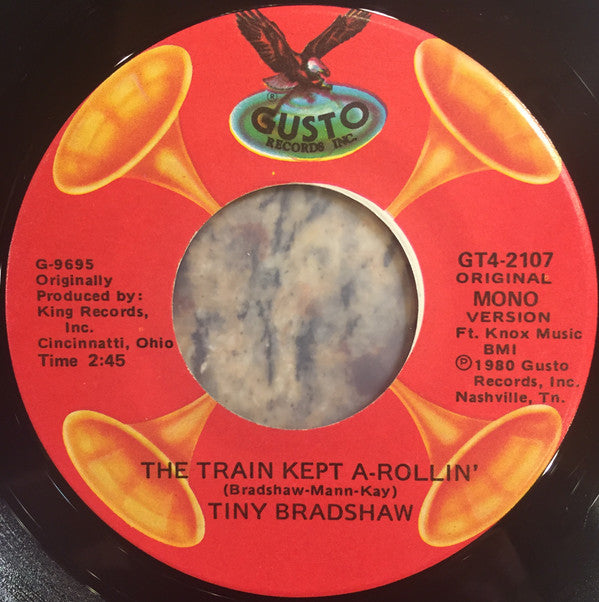 ®
GUSTO
RECORDS INC.
G-9695
Originally
Produced by:
King Records,
Inc.
Cincinnatti, Ohio
Time 2:45
GT4-2107
ORIGINAL
MONO
VERSION
Ft. Knox Music
BMI
Ⓟ1980 Gusto
Records, Inc.
Nashville, Tn.
THE TRAIN KEPT A-ROLLIN'
(Bradshaw-Mann-Kay)
TINY BRADSHAW